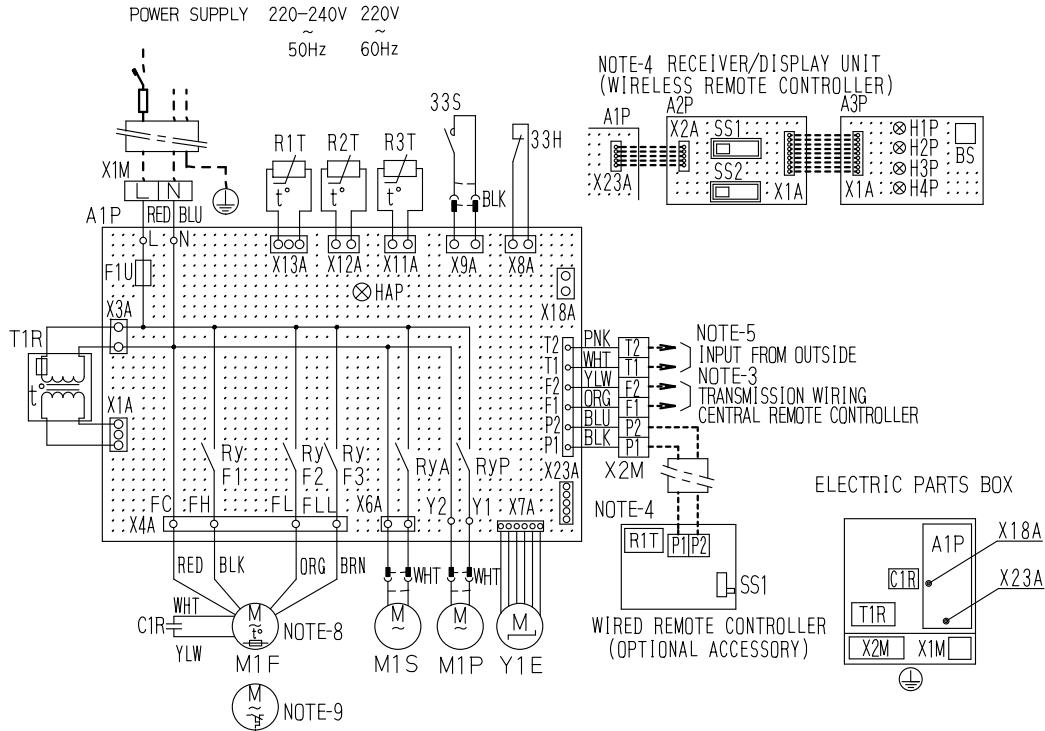 POWER SUPPLY 220-240V 220V
~ ~
50Hz 60Hz
NOTE-4 RECEIVER/DISPLAY UNIT
(WIRELESS REMOTE CONTROLLER)
A1P A2P A3P
X2A SS1
SS2
X23A X1A X1A
H1P
H2P
H3P
H4P
BS
33S
33H
R1T R2T R3T
t° t° t°
BLK
X1M
L N
A1P RED BLU
L N
X13A X12A X11A X9A X8A
F1U
HAP
X18A
X3A
T1R
t°
X1A
T2 PNK T2
T1 WHT T1
F2 YLW F2
F1 ORG F1
P2 BLU P2
P1 BLK P1
NOTE-5
INPUT FROM OUTSIDE
NOTE-3
TRANSMISSION WIRING
CENTRAL REMOTE CONTROLLER
X2M
X23A
Ry F1
Ry F2
Ry F3
RyA
RyP
FC FH FL FLL
X4A
X6A
Y2 Y1
X7A
RED BLK ORG BRN
WHT WHT
WHT
C1R
YLW
M
~
t°
NOTE-8
M1F
M
~
NOTE-9
M
~
M1S
M
~
M1P
M
Y1E
NOTE-4
R1T
P1 P2
SS1
WIRED REMOTE CONTROLLER
(OPTIONAL ACCESSORY)
ELECTRIC PARTS BOX
A1P
X18A
C1R
X23A
T1R
X2M X1M